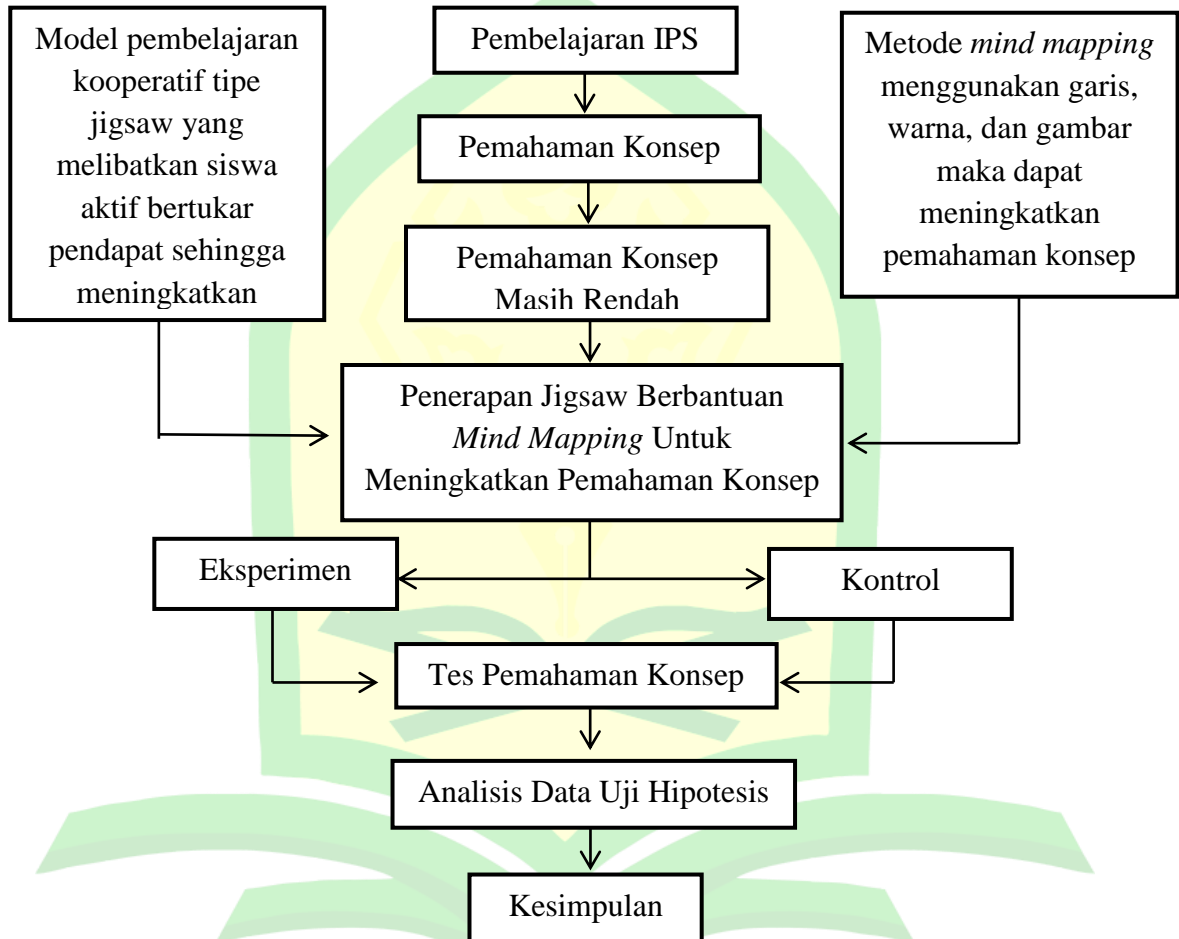 Model pembelajaran
kooperatif tipe
jigsaw yang
melibatkan siswa
aktif bertukar
pendapat sehingga
meningkatkan
Pembelajaran IPS
Pemahaman Konsep
Pemahaman Konsep
Masih Rendah
Metode mind mapping
menggunakan garis,
warna, dan gambar
maka dapat
meningkatkan
pemahaman konsep
Penerapan Jigsaw Berbantuan
Mind Mapping Untuk
Meningkatkan Pemahaman Konsep
Eksperimen
Kontrol
Tes Pemahaman Konsep
Analisis Data Uji Hipotesis
Kesimpulan